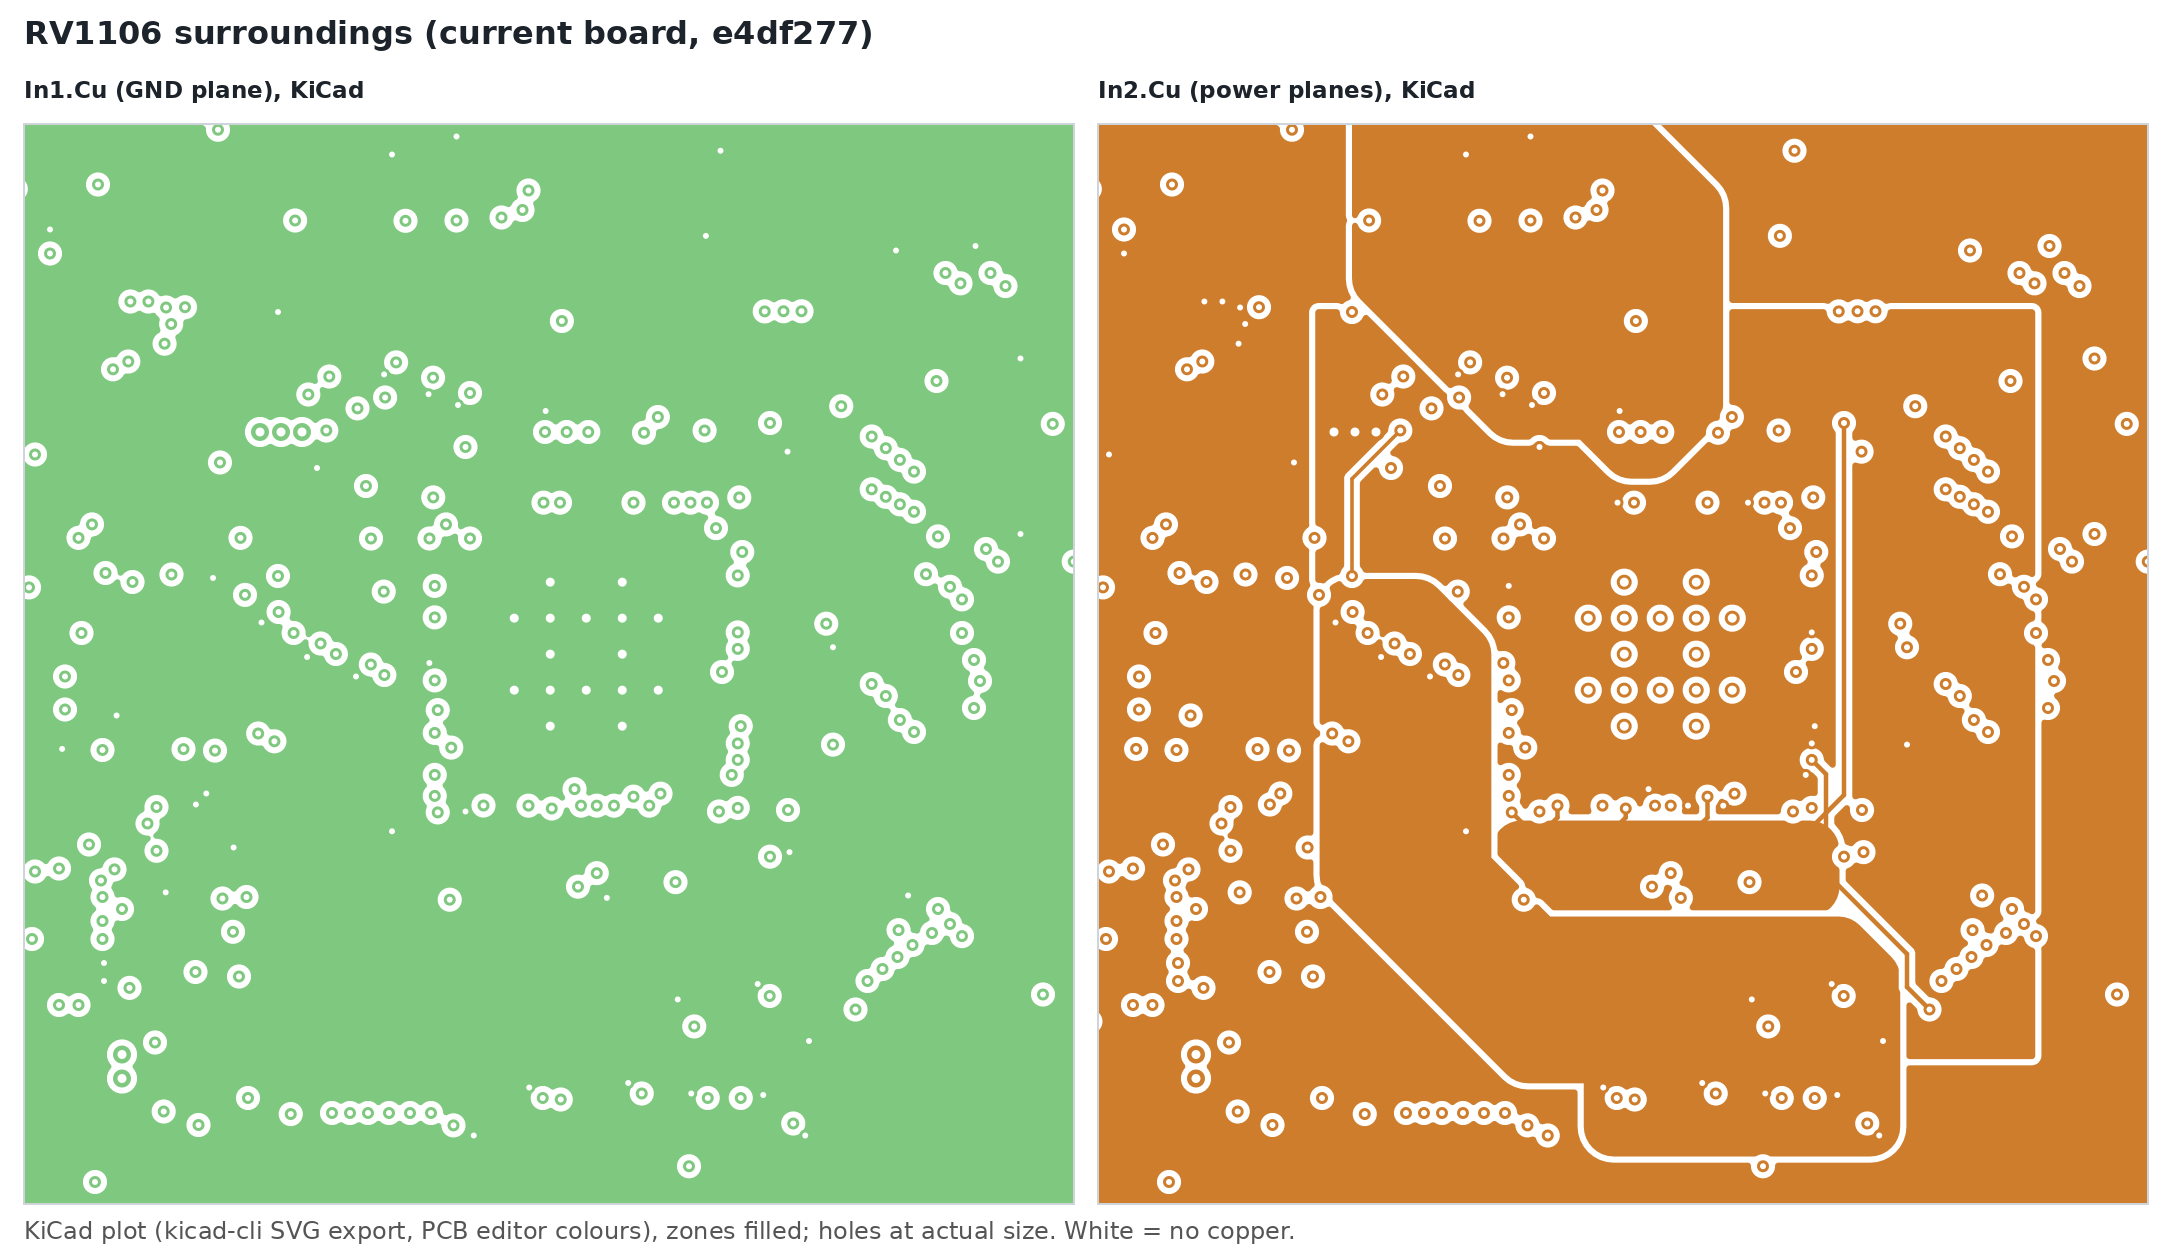 RV1106 surroundings (current board, e4df277)
In1.Cu (GND plane), KiCad
In2.Cu (power planes), KiCad
KiCad plot (kicad-cli SVG export, PCB editor colours), zones filled; holes at actual size. White = no copper.